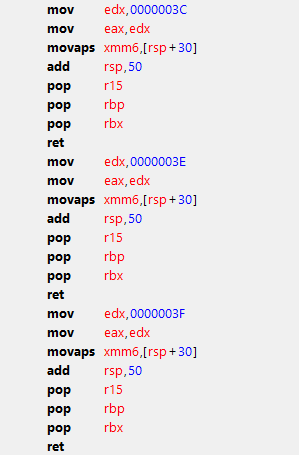 mov edx,0000003C
mov eax,edx
movaps xmm6,[rsp+30]
add rsp,50
pop r15
pop rbp
pop rbx
ret
mov edx,0000003E
mov eax,edx
movaps xmm6,[rsp+30]
add rsp,50
pop r15
pop rbp
pop rbx
ret
mov edx,0000003F
mov eax,edx
movaps xmm6,[rsp+30]
add rsp,50
pop r15
pop rbp
pop rbx
ret